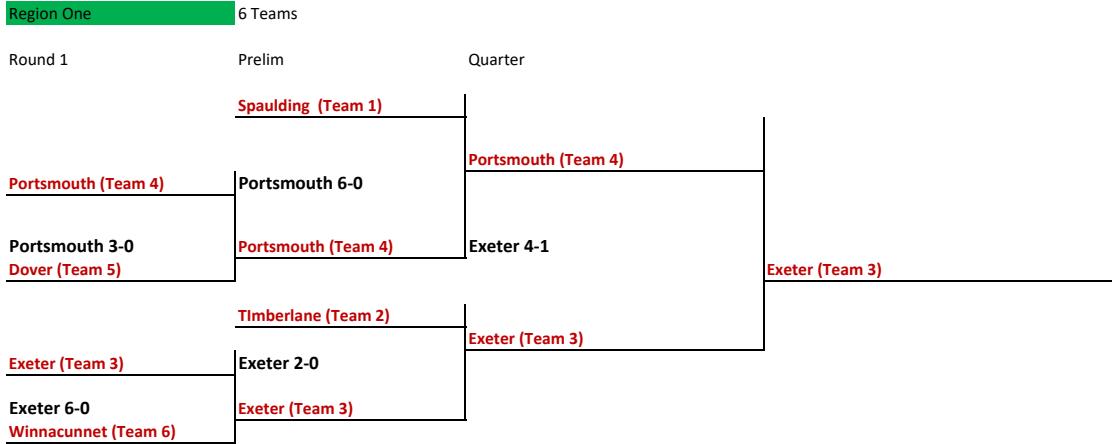 Region One 6 Teams
Round 1 Prelim Quarter
Spaulding  (Team 1)
Portsmouth (Team 4)
Portsmouth (Team 4) Portsmouth 6-0
Portsmouth 3-0 Portsmouth (Team 4) Exeter 4-1
Dover (Team 5) Exeter (Team 3)
TImberlane (Team 2)
Exeter (Team 3)
Exeter (Team 3) Exeter 2-0
Exeter 6-0 Exeter (Team 3)
Winnacunnet (Team 6)